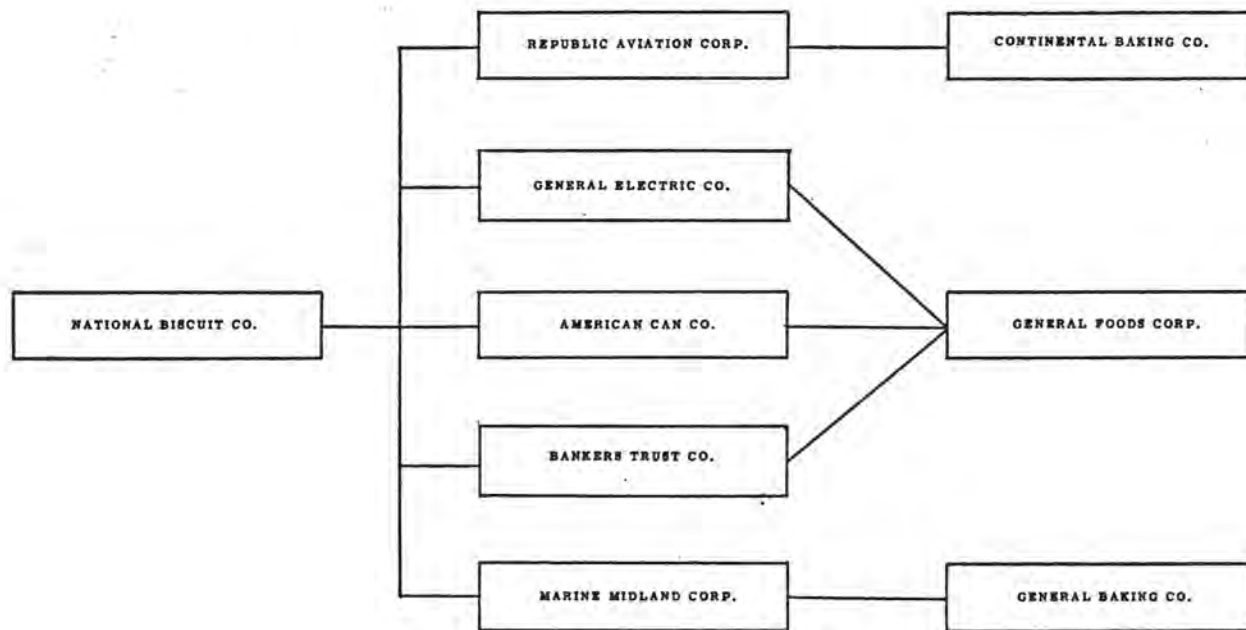 REPUBLIC AVIATION CORP.
CONTINENTAL BAKING CO.
GENERAL ELECTRIC CO.
NATIONAL BISCUIT CO.
AMERICAN CAN CO.
GENERAL FOODS CORP.
BANKERS TRUST CO.
MARINE MIDLAND CORP.
GENERAL BAKING CO.